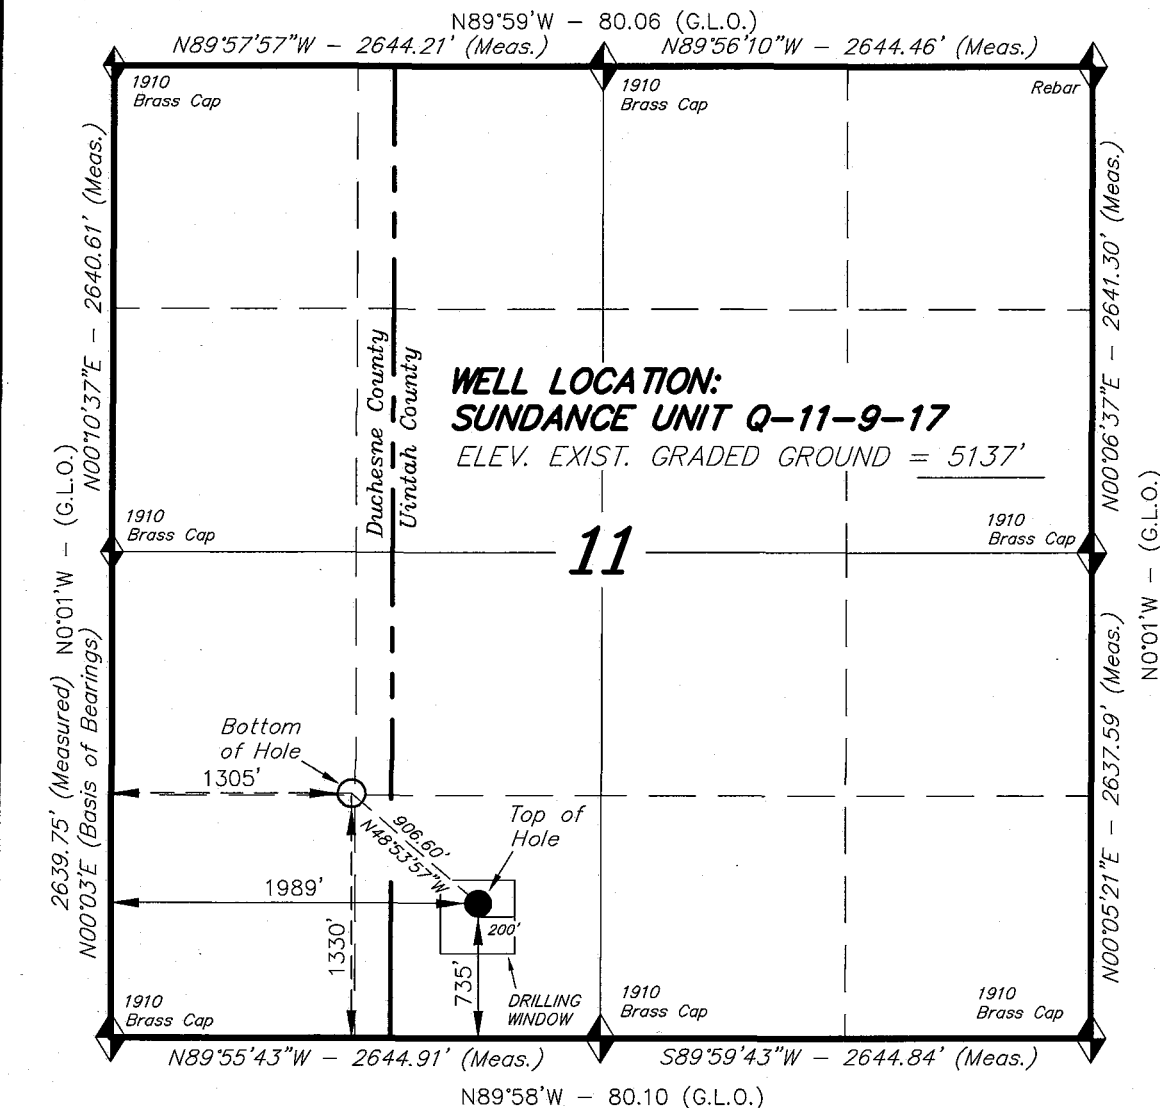 N89°59'W – 80.06 (G.L.O.)
N89°57'57"W – 2644.21' (Meas.)
N89°56'10"W – 2644.46' (Meas.)
1910
Brass Cap
1910
Brass Cap
Rebar
N00°10'37"E – 2640.61' (Meas.)
N00°06'37"E – 2641.30' (Meas.)
Duchesne County
Uintah County
WELL LOCATION:
SUNDANCE UNIT Q–11–9–17
ELEV. EXIST. GRADED GROUND = 5137'
N0°01'W – (G.L.O.)
N0°01'W – (G.L.O.)
1910
Brass Cap
11
1910
Brass Cap
2639.75' (Measured)
N00°03'E (Basis of Bearings)
N00°05'21"E – 2637.59' (Meas.)
Bottom
of Hole
1305'
906.60'
N48°53'57"W
Top of
Hole
1989'
200'
1330'
735'
DRILLING
WINDOW
1910
Brass Cap
1910
Brass Cap
1910
Brass Cap
N89°55'43"W – 2644.91' (Meas.)
S89°59'43"W – 2644.84' (Meas.)
N89°58'W – 80.10 (G.L.O.)